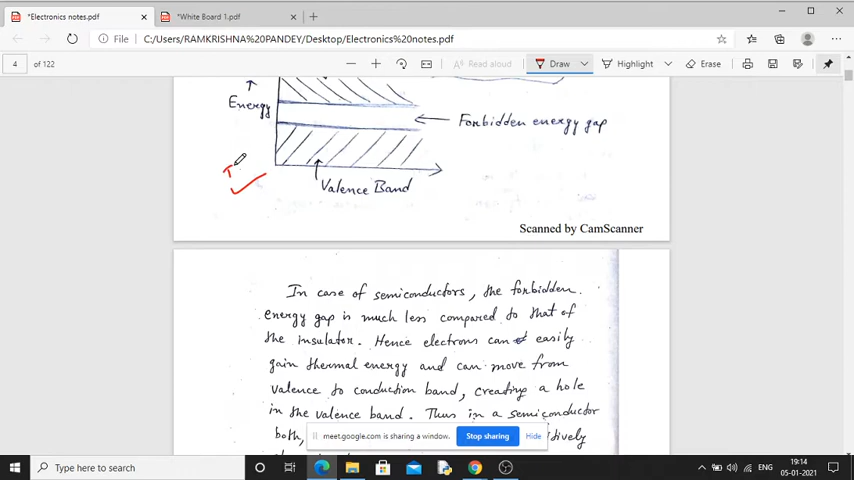 *Electronics notes.pdf
*White Board 1.pdf
File
C:/Users/RAMKRISHNA%20PANDEY/Desktop/Electronics%20notes.pdf
4 of 122
Read aloud
Draw
Highlight
Erase
Energy
Forbidden energy gap
Valence Band
Scanned by CamScanner
In case of semiconductors, the forbidden
energy gap is much less compared to that of
the insulator. Hence electrons can easily
gain thermal energy and can move from
valence to conduction band, creating a hole
in the valence band. Thus in a semiconductor
both,
meet.google.com is sharing a window.
Stop sharing
Hide
itively
Type here to search
ENG
19:14
05-01-2021